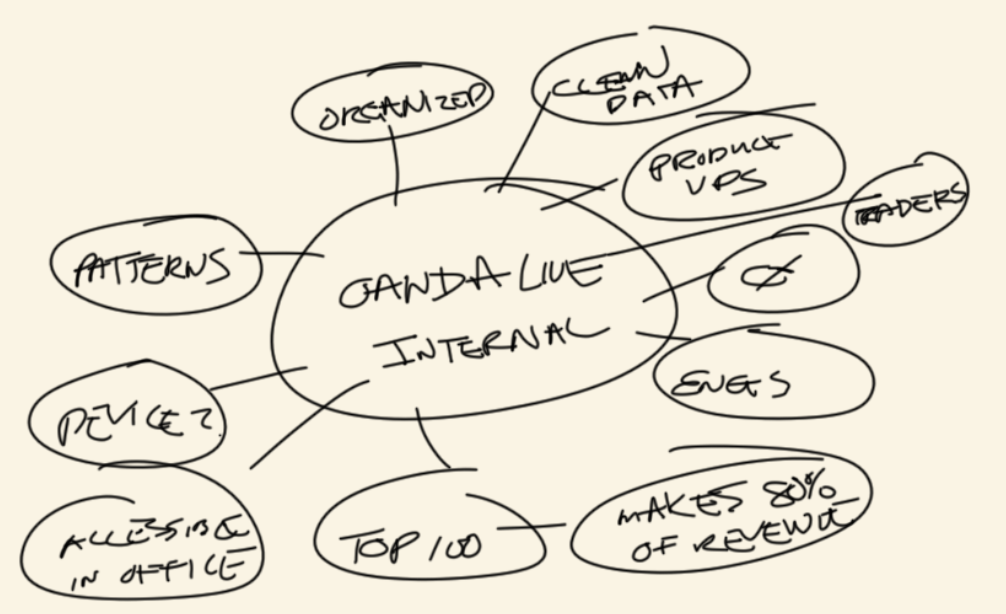 ORGANIZED
CLEAN
DATA
PRODUCT
VPS
TRADERS
PATTERNS
OANDA LIVE
INTERNAL
CX
ENGS
DEVICE?
ACCESSIBLE
IN OFFICE
TOP 100
MAKES 80%
OF REVENUE